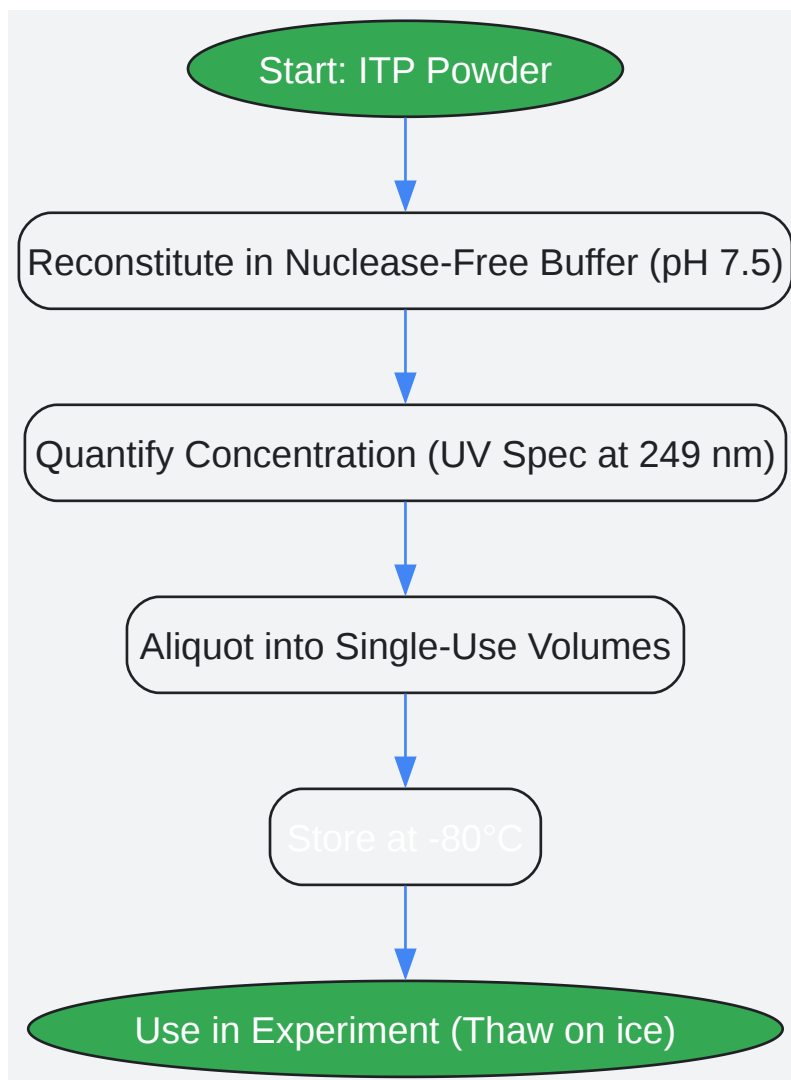 Start: ITP Powder
Reconstitute in Nuclease-Free Buffer (pH 7.5)
Quantify Concentration (UV Spec at 249 nm)
Aliquot into Single-Use Volumes
Store at -80°C
Use in Experiment (Thaw on ice)